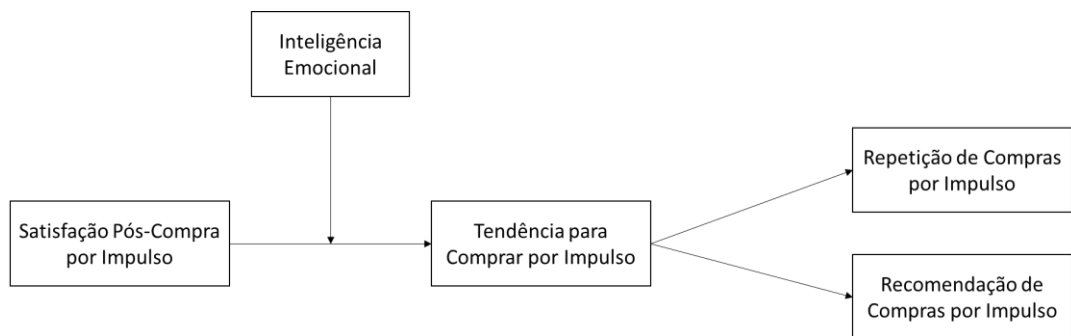 Inteligência
Emocional
Satisfação Pós-Compra
por Impulso
Tendência para
Comprar por Impulso
Repetição de Compras
por Impulso
Recomendação de
Compras por Impulso